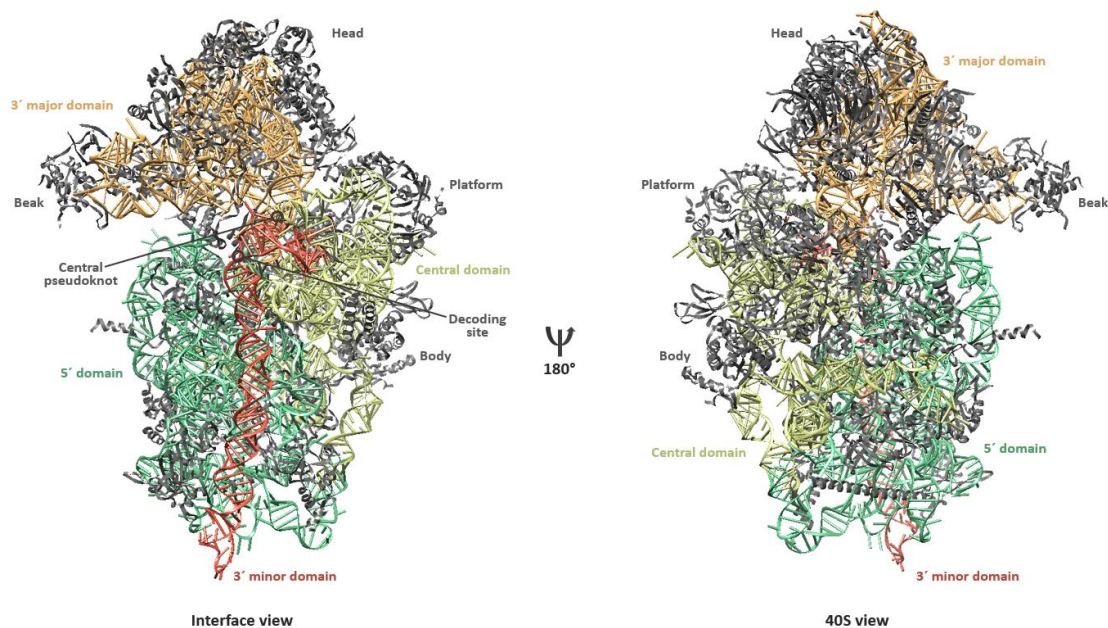 Head
3´ major domain
Beak
Platform
Central
pseudoknot
Central domain
Decoding
site
Body
5´ domain
3´ minor domain
Interface view
180°
Head
3´ major domain
Platform
Beak
Body
Central domain
5´ domain
3´ minor domain
40S view